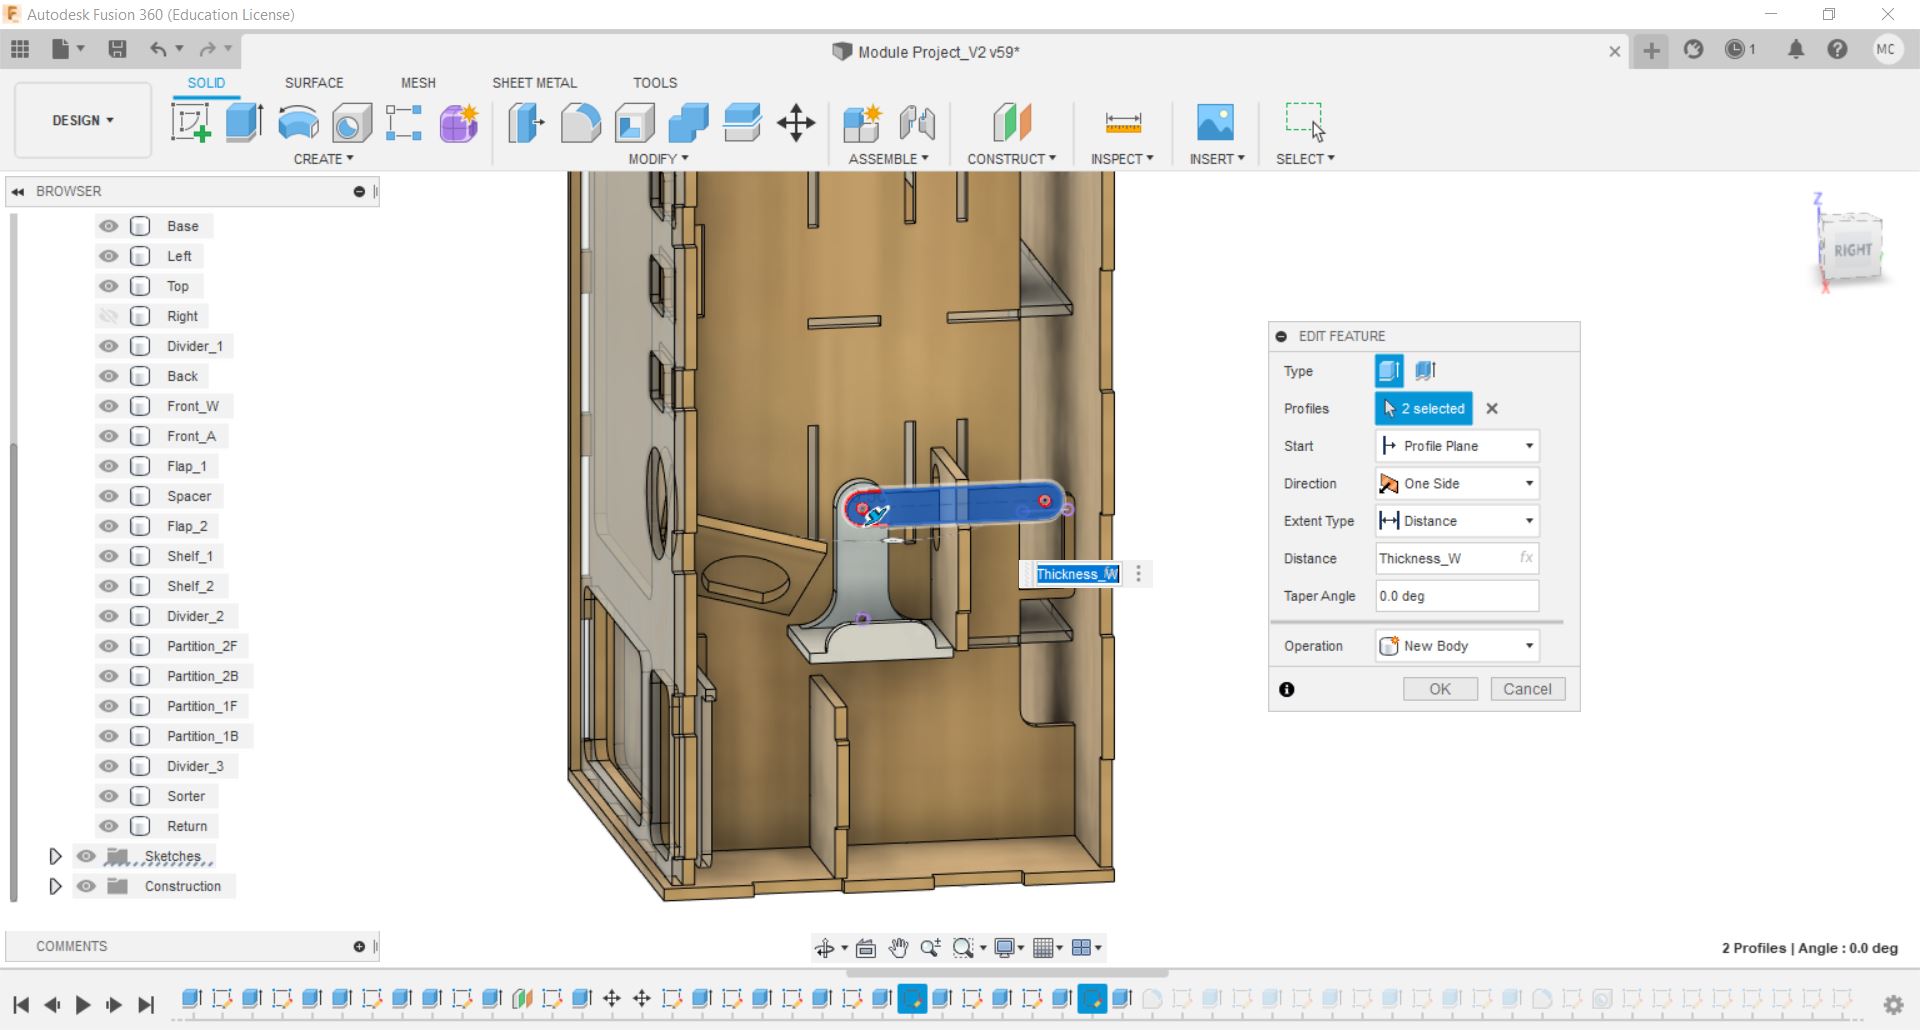 Autodesk Fusion 360 (Education License)
Module Project_V2 v59*
1
MC
DESIGN
SOLID
SURFACE
MESH
SHEET METAL
TOOLS
CREATE
MODIFY
ASSEMBLE
CONSTRUCT
INSPECT
INSERT
SELECT
BROWSER
Base
Left
Top
Right
Divider_1
Back
Front_W
Front_A
Flap_1
Spacer
Flap_2
Shelf_1
Shelf_2
Divider_2
Partition_2F
Partition_2B
Partition_1F
Partition_1B
Divider_3
Sorter
Return
Sketches
Construction
COMMENTS
Thickness_W
Z
RIGHT
X
EDIT FEATURE
Type
Profiles 2 selected
Start Profile Plane
Direction One Side
Extent Type Distance
Distance Thickness_W fx
Taper Angle 0.0 deg
Operation New Body
OK Cancel
2 Profiles | Angle : 0.0 deg